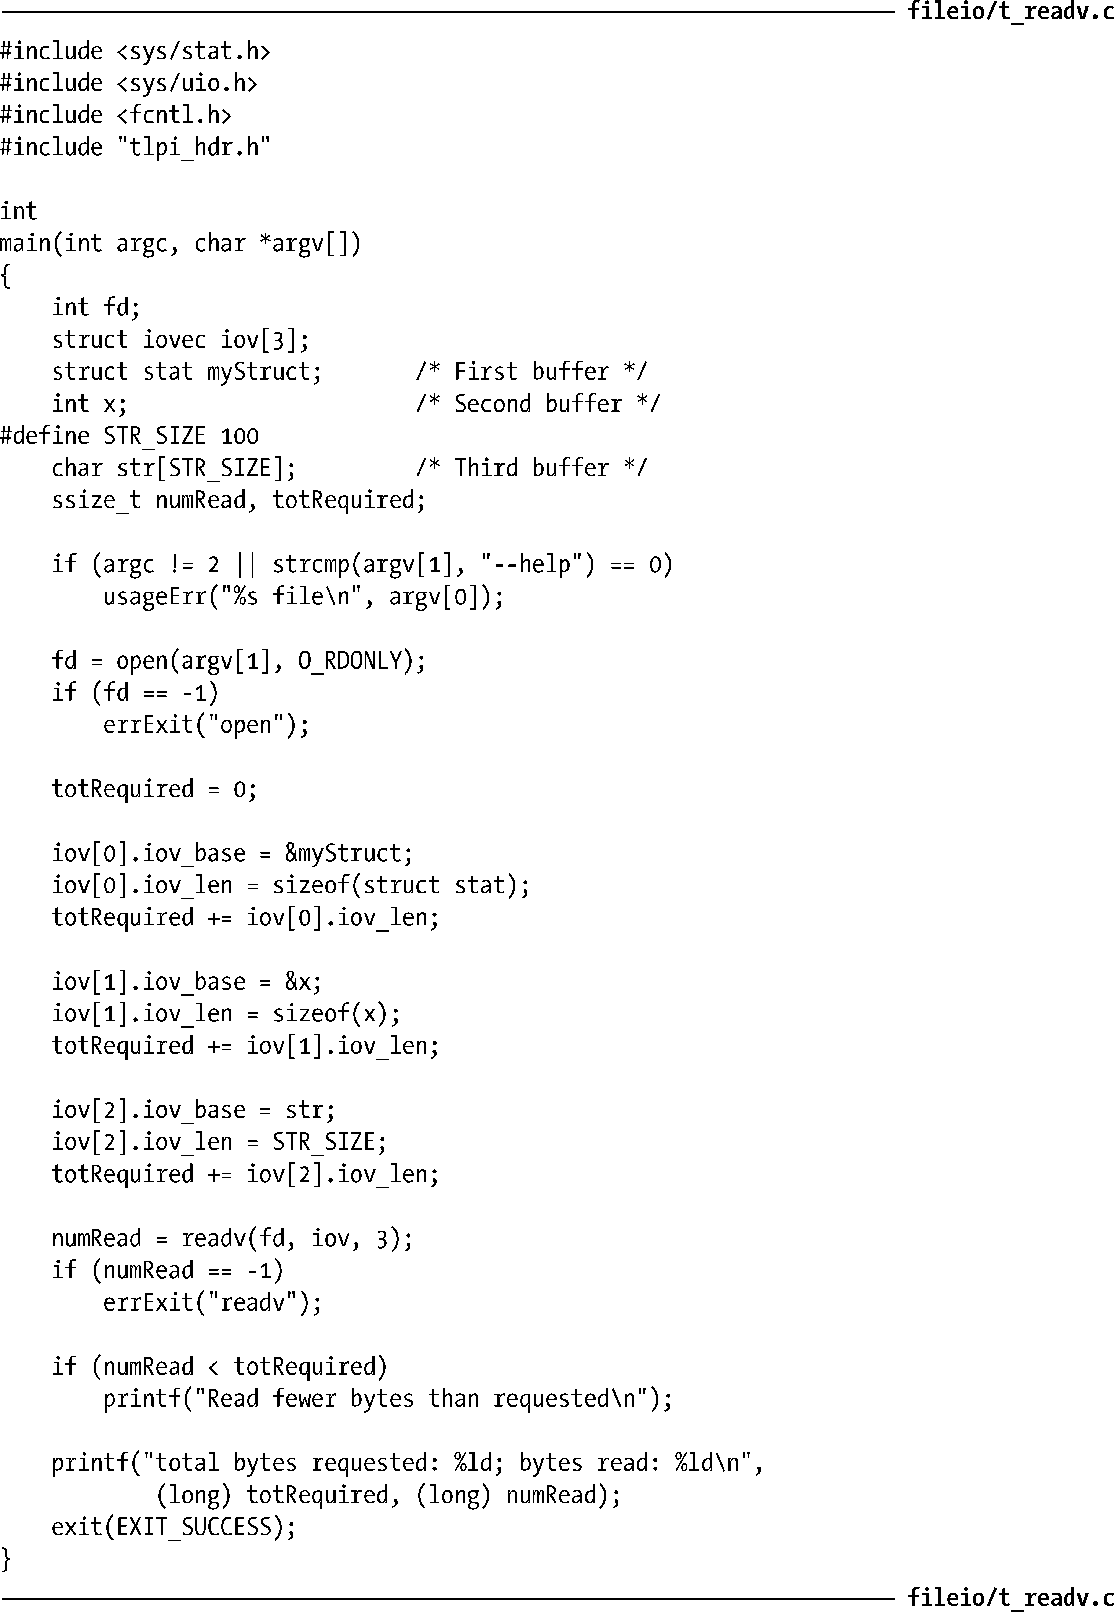 fileio/t_readv.c
#include <sys/stat.h>
#include <sys/uio.h>
#include <fcntl.h>
#include "tlpi_hdr.h"

int
main(int argc, char *argv[])
{
    int fd;
    struct iovec iov[3];
    struct stat myStruct;       /* First buffer */
    int x;                      /* Second buffer */
#define STR_SIZE 100
    char str[STR_SIZE];         /* Third buffer */
    ssize_t numRead, totRequired;

    if (argc != 2 || strcmp(argv[1], "--help") == 0)
        usageErr("%s file\n", argv[0]);

    fd = open(argv[1], O_RDONLY);
    if (fd == -1)
        errExit("open");

    totRequired = 0;

    iov[0].iov_base = &myStruct;
    iov[0].iov_len = sizeof(struct stat);
    totRequired += iov[0].iov_len;

    iov[1].iov_base = &x;
    iov[1].iov_len = sizeof(x);
    totRequired += iov[1].iov_len;

    iov[2].iov_base = str;
    iov[2].iov_len = STR_SIZE;
    totRequired += iov[2].iov_len;

    numRead = readv(fd, iov, 3);
    if (numRead == -1)
        errExit("readv");

    if (numRead < totRequired)
        printf("Read fewer bytes than requested\n");

    printf("total bytes requested: %ld; bytes read: %ld\n",
            (long) totRequired, (long) numRead);
    exit(EXIT_SUCCESS);
}
fileio/t_readv.c